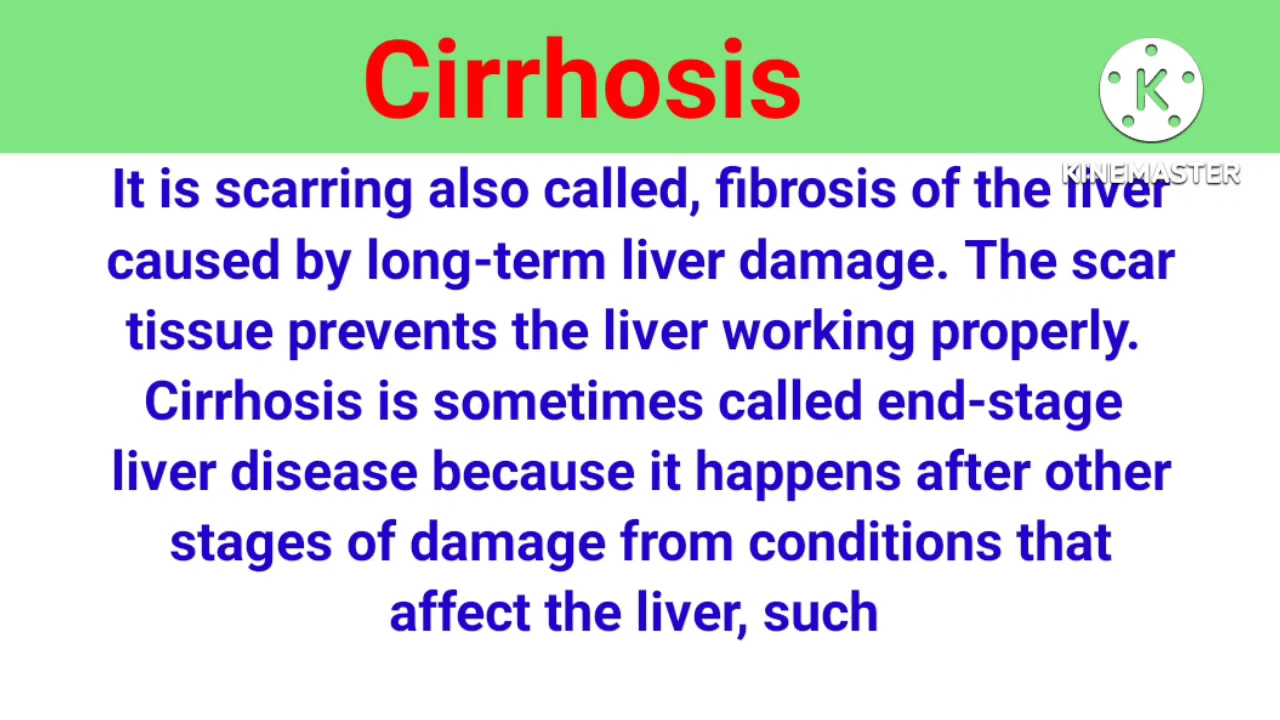 Cirrhosis
K
KINEMASTER
It is scarring also called, fibrosis of the liver
caused by long-term liver damage. The scar
tissue prevents the liver working properly.
Cirrhosis is sometimes called end-stage
liver disease because it happens after other
stages of damage from conditions that
affect the liver, such